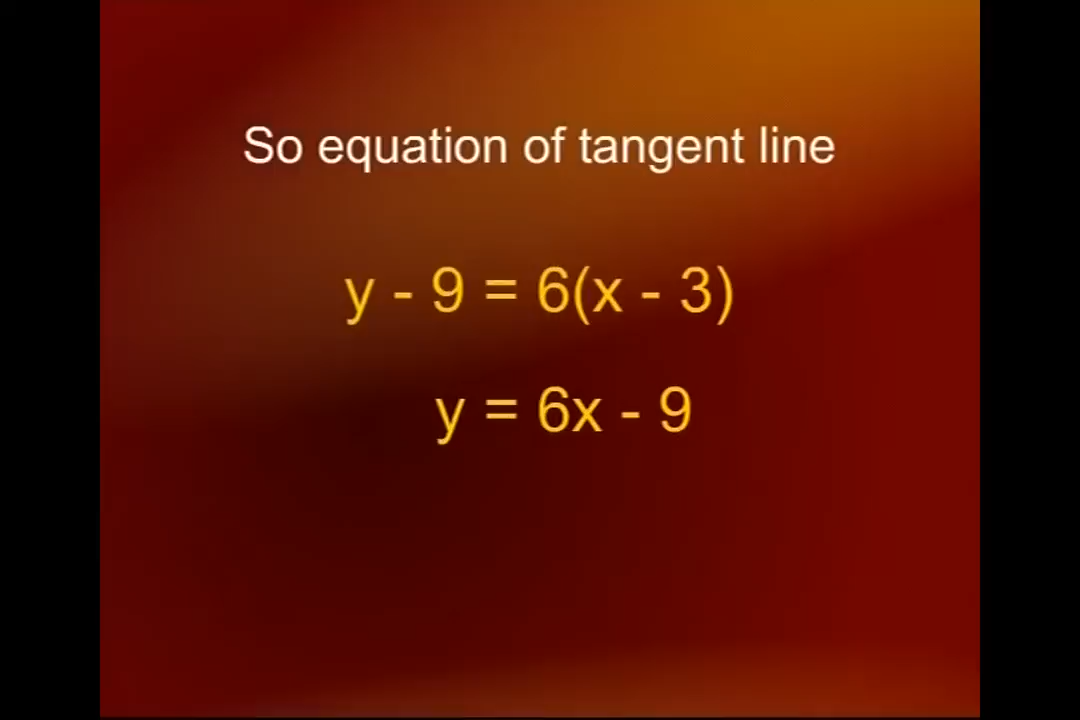 So equation of tangent line
y - 9 = 6(x - 3)
y = 6x - 9